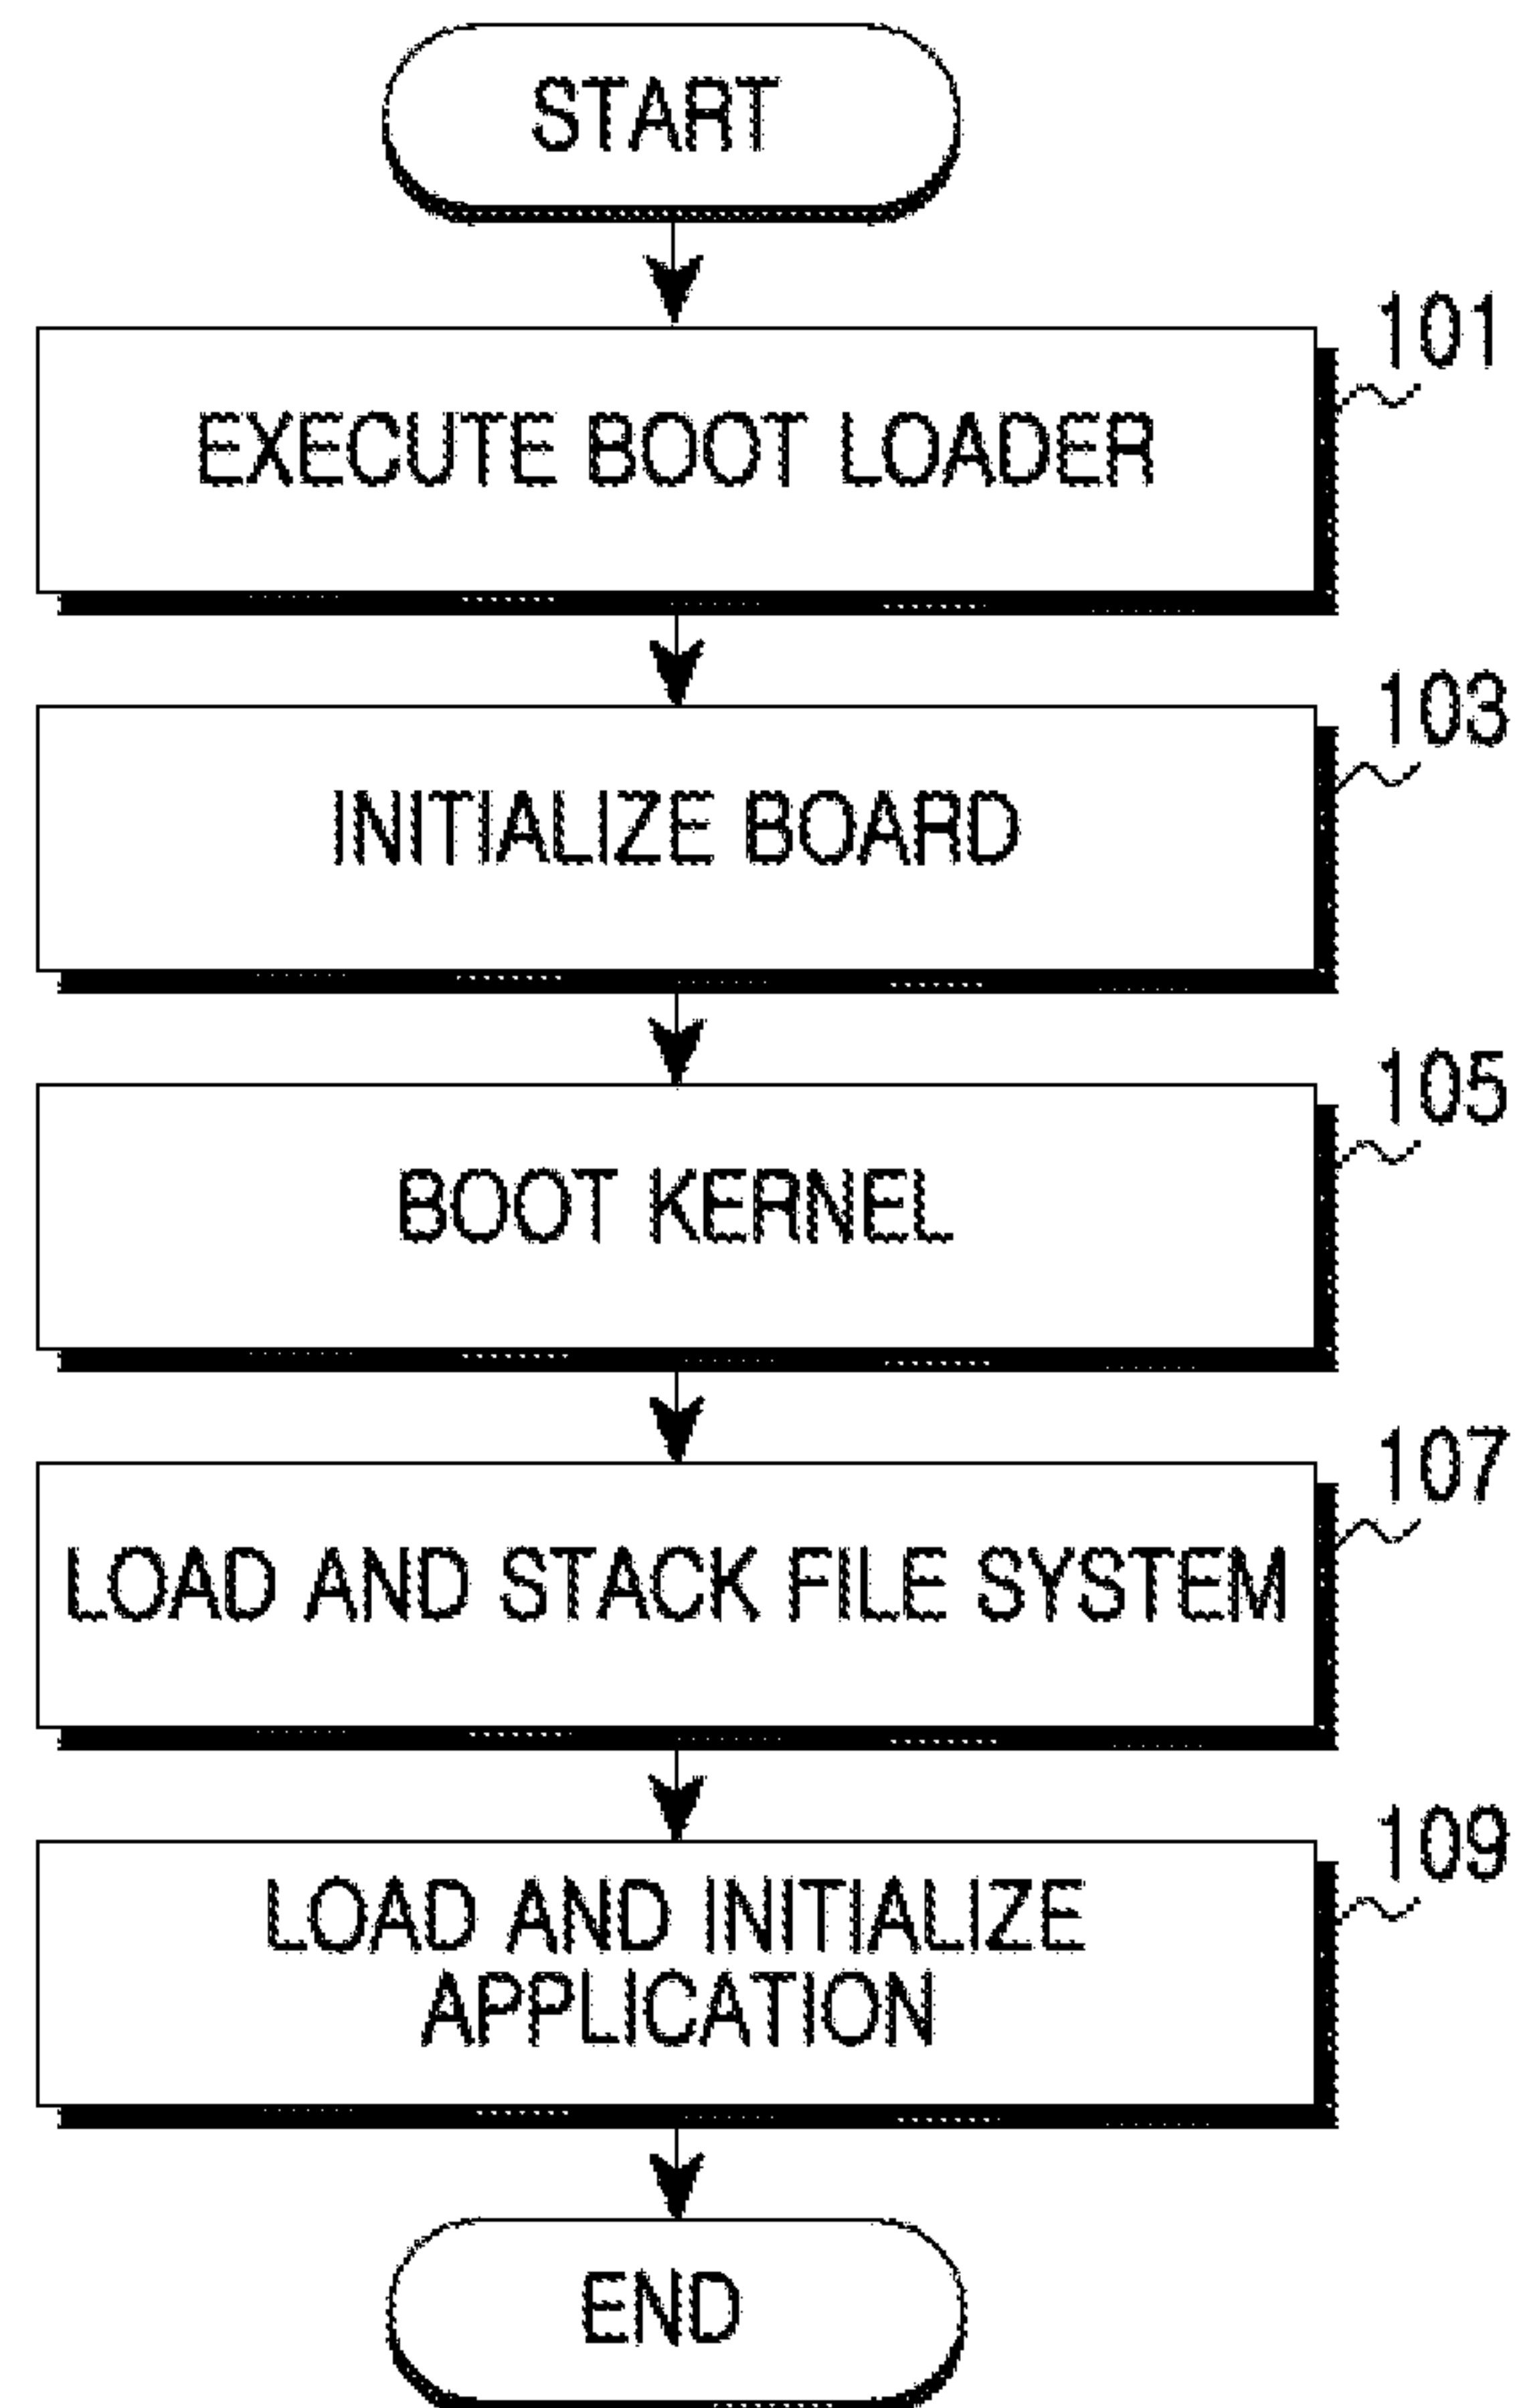 START
101
EXECUTE BOOT LOADER
103
INITIALIZE BOARD
105
BOOT KERNEL
107
LOAD AND STACK FILE SYSTEM
109
LOAD AND INITIALIZE
APPLICATION
END